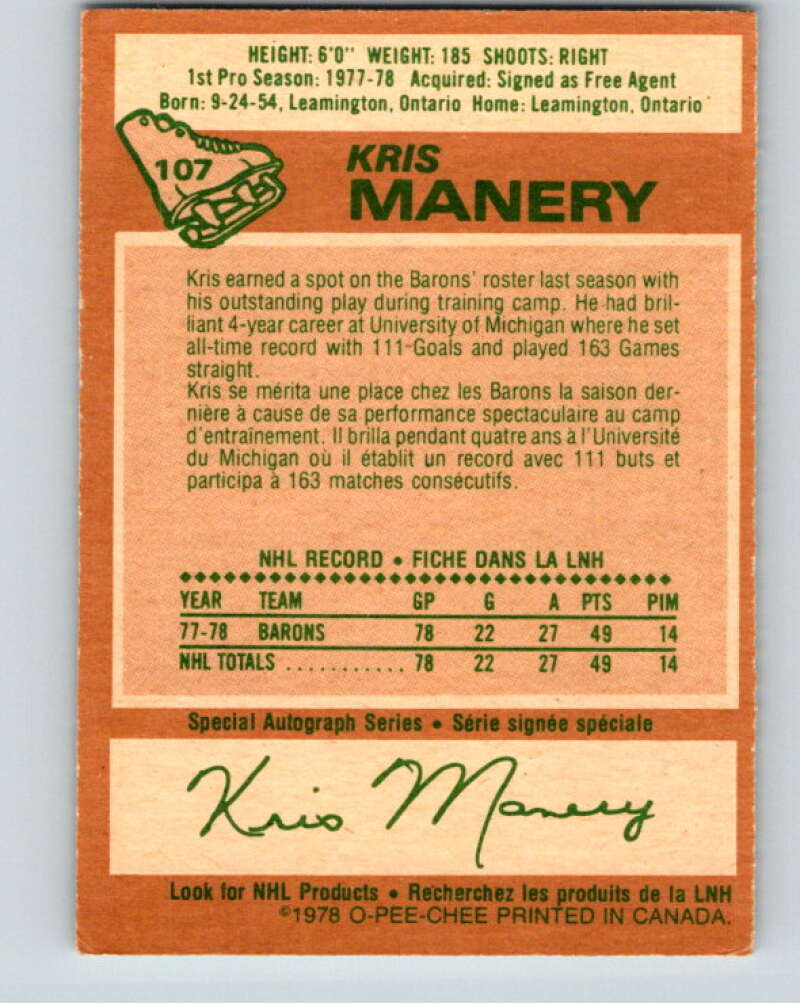 HEIGHT: 6'0" WEIGHT: 185 SHOOTS: RIGHT
1st Pro Season: 1977-78 Acquired: Signed as Free Agent
Born: 9-24-54, Leamington, Ontario Home: Leamington, Ontario
107
KRIS
MANERY
Kris earned a spot on the Barons' roster last season with
his outstanding play during training camp. He had bril-
liant 4-year career at University of Michigan where he set
all-time record with 111 Goals and played 163 Games
straight.
Kris se mérita une place chez les Barons la saison der-
nière à cause de sa performance spectaculaire au camp
d'entraînement. Il brilla pendant quatre ans à l'Université
du Michigan où il établit un record avec 111 buts et
participa à 163 matches consécutifs.
NHL RECORD • FICHE DANS LA LNH
YEAR TEAM GP G A PTS PIM
77-78 BARONS 78 22 27 49 14
NHL TOTALS ........... 78 22 27 49 14
Special Autograph Series • Série signée spéciale
Kris Manery
Look for NHL Products • Recherchez les produits de la LNH
©1978 O-PEE-CHEE PRINTED IN CANADA.